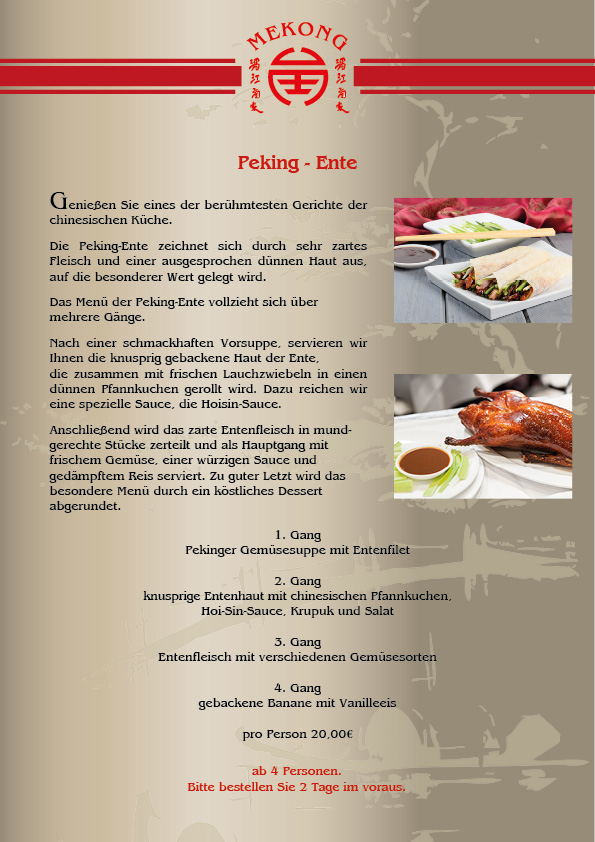 MEKONG
Peking - Ente
Genießen Sie eines der berühmtesten Gerichte der
chinesischen Küche.
Die Peking-Ente zeichnet sich durch sehr zartes
Fleisch und einer ausgesprochen dünnen Haut aus,
auf die besonderer Wert gelegt wird.
Das Menü der Peking-Ente vollzieht sich über
mehrere Gänge.
Nach einer schmackhaften Vorsuppe, servieren wir
Ihnen die knusprig gebackene Haut der Ente,
die zusammen mit frischen Lauchzwiebeln in einen
dünnen Pfannkuchen gerollt wird. Dazu reichen wir
eine spezielle Sauce, die Hoisin-Sauce.
Anschließend wird das zarte Entenfleisch in mund-
gerechte Stücke zerteilt und als Hauptgang mit
frischem Gemüse, einer würzigen Sauce und
gedämpftem Reis serviert. Zu guter Letzt wird das
besondere Menü durch ein köstliches Dessert
abgerundet.
1. Gang
Pekinger Gemüsesuppe mit Entenfilet
2. Gang
knusprige Entenhaut mit chinesischen Pfannkuchen,
Hoi-Sin-Sauce, Krupuk und Salat
3. Gang
Entenfleisch mit verschiedenen Gemüsesorten
4. Gang
gebackene Banane mit Vanilleeis
pro Person 20,00€
ab 4 Personen.
Bitte bestellen Sie 2 Tage im voraus.